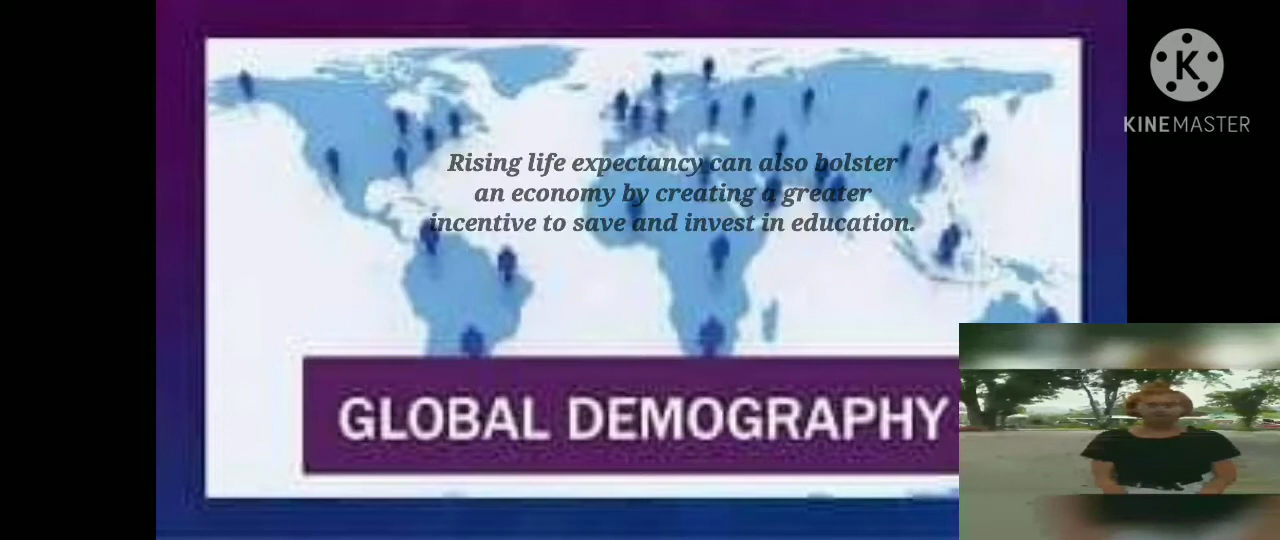 KINEMASTER
Rising life expectancy can also bolster
an economy by creating a greater
incentive to save and invest in education.
GLOBAL DEMOGRAPHY